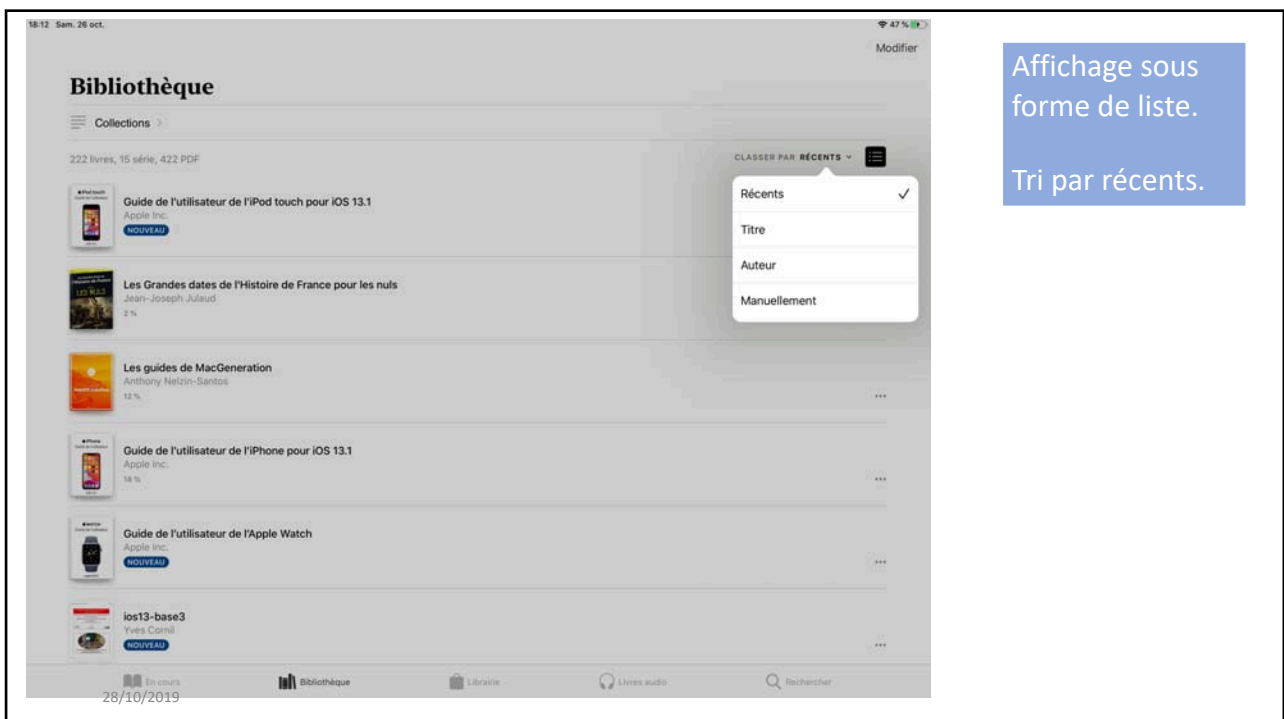 18:12 Sam. 26 oct.
47 %
Modifier
Bibliothèque
Collections >
222 livres, 15 série, 422 PDF
CLASSER PAR RÉCENTS
Récents
Titre
Auteur
Manuellement
Guide de l'utilisateur de l'iPod touch pour iOS 13.1
Apple Inc.
NOUVEAU
Les Grandes dates de l'Histoire de France pour les nuls
Jean-Joseph Julaud
2 %
Les guides de MacGeneration
Anthony Nelzin-Santos
12 %
•••
Guide de l'utilisateur de l'iPhone pour iOS 13.1
Apple Inc.
18 %
•••
Guide de l'utilisateur de l'Apple Watch
Apple Inc.
NOUVEAU
•••
ios13-base3
Yves Cornil
NOUVEAU
•••
En cours
Bibliothèque
Librairie
Livres audio
Rechercher
28/10/2019
Affichage sous
forme de liste.
Tri par récents.